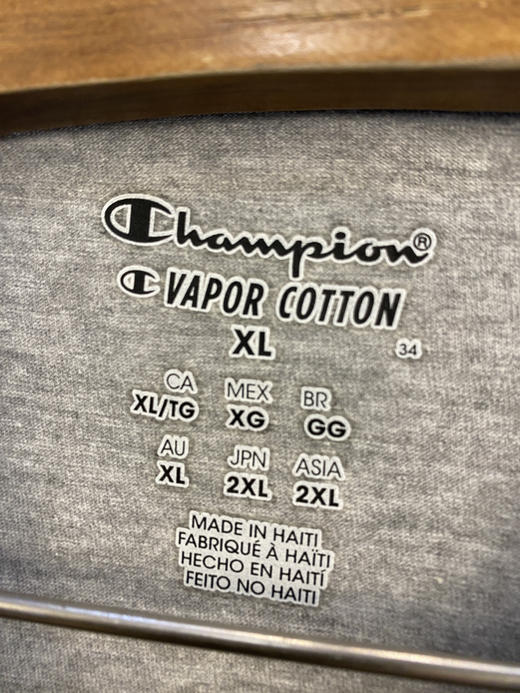 Champion®
VAPOR COTTON
XL
34
CA MEX BR
XL/TG XG GG
AU JPN ASIA
XL 2XL 2XL
MADE IN HAITI
FABRIQUÉ À HAÏTI
HECHO EN HAITÍ
FEITO NO HAITI